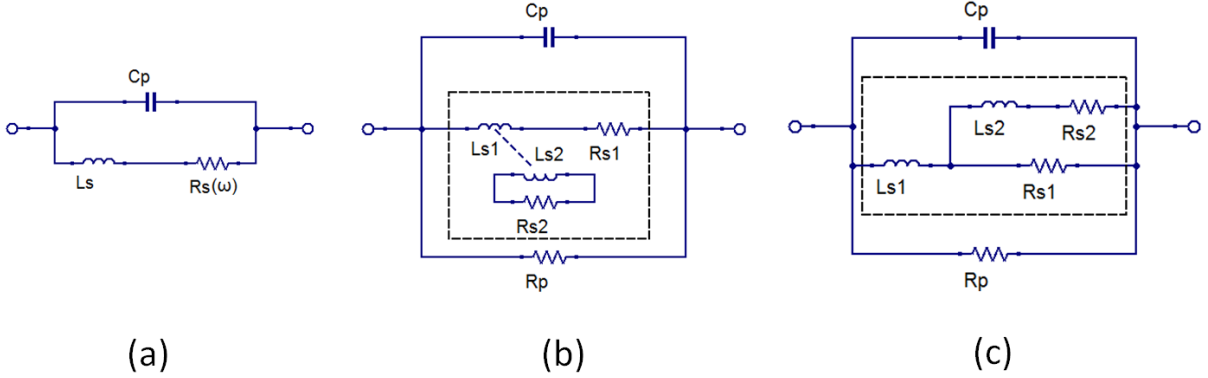 Cp
Ls
Rs(ω)
(a)
Cp
Ls1
Ls2
Rs1
Rs2
Rp
(b)
Cp
Ls2
Rs2
Ls1
Rs1
Rp
(c)